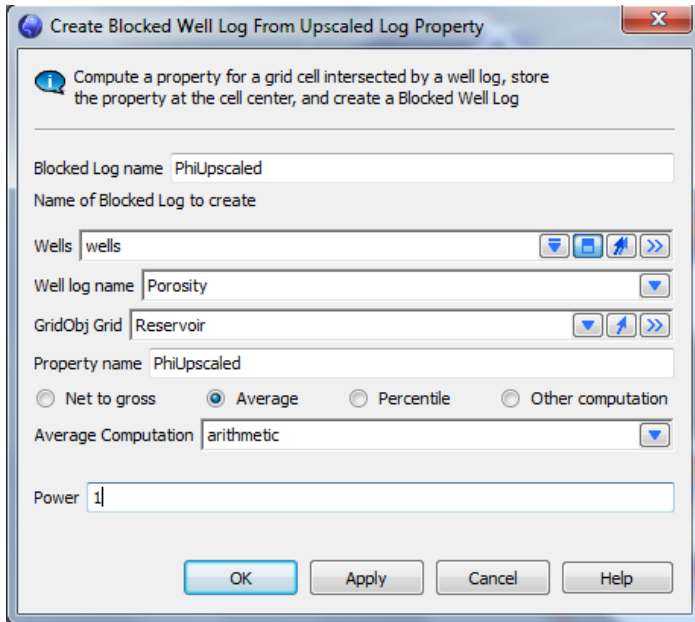 Create Blocked Well Log From Upscaled Log Property
Compute a property for a grid cell intersected by a well log, store
the property at the cell center, and create a Blocked Well Log
Blocked Log name PhiUpscaled
Name of Blocked Log to create
Wells wells
Well log name Porosity
GridObj Grid Reservoir
Property name PhiUpscaled
Net to gross Average Percentile Other computation
Average Computation arithmetic
Power 1
OK Apply Cancel Help